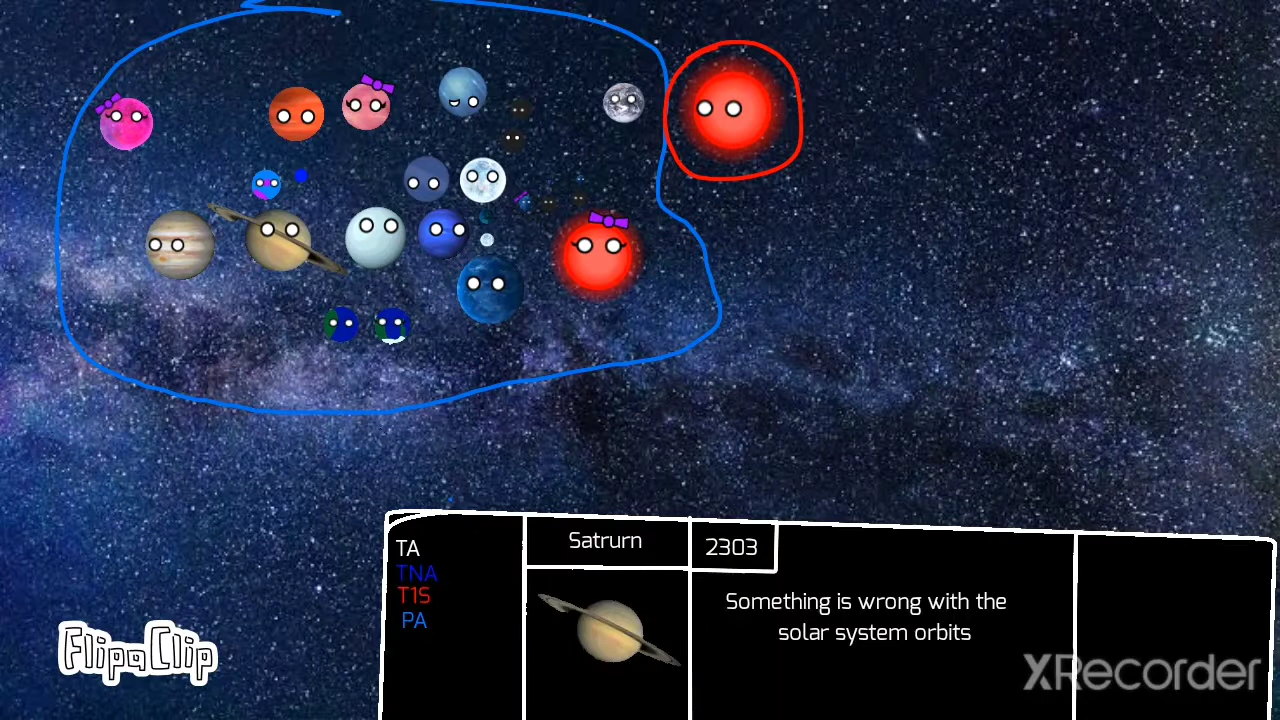 TA
TNA
T1S
PA
Satrurn
2303
Something is wrong with the
solar system orbits
FlipaClip
XRecorder